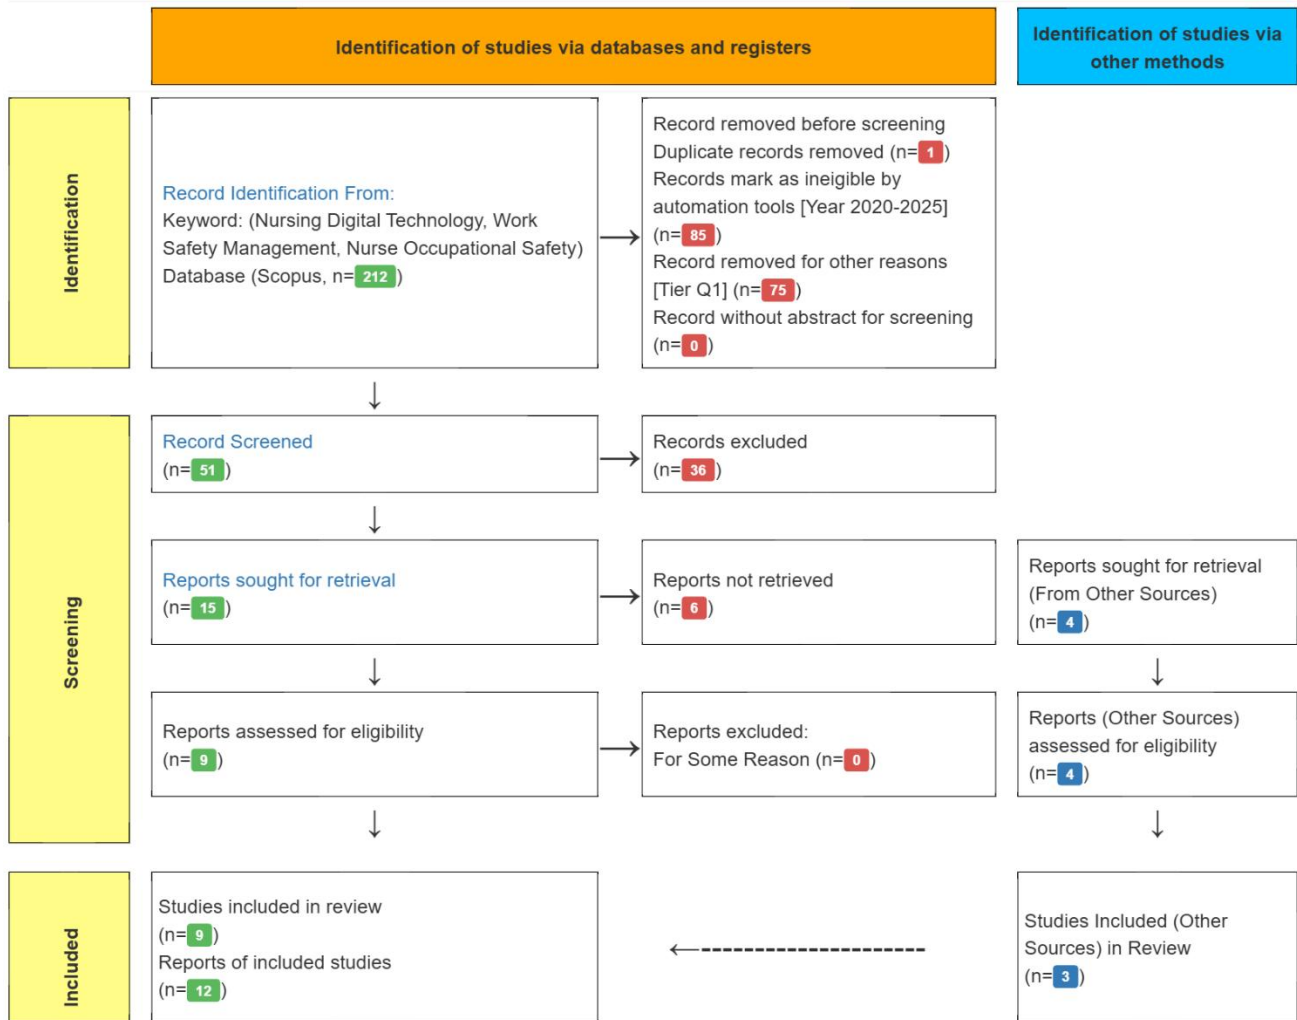 Identification of studies via databases and registers
Identification of studies via
other methods
Identification
Record Identification From:
Keyword: (Nursing Digital Technology, Work
Safety Management, Nurse Occupational Safety)
Database (Scopus, n=212)
Record removed before screening
Duplicate records removed (n=1)
Records mark as ineigible by
automation tools [Year 2020-2025]
(n=85)
Record removed for other reasons
[Tier Q1] (n=75)
Record without abstract for screening
(n=0)
Screening
Record Screened
(n=51)
Records excluded
(n=36)
Reports sought for retrieval
(n=15)
Reports not retrieved
(n=6)
Reports sought for retrieval
(From Other Sources)
(n=4)
Reports assessed for eligibility
(n=9)
Reports excluded:
For Some Reason (n=0)
Reports (Other Sources)
assessed for eligibility
(n=4)
Included
Studies included in review
(n=9)
Reports of included studies
(n=12)
Studies Included (Other
Sources) in Review
(n=3)